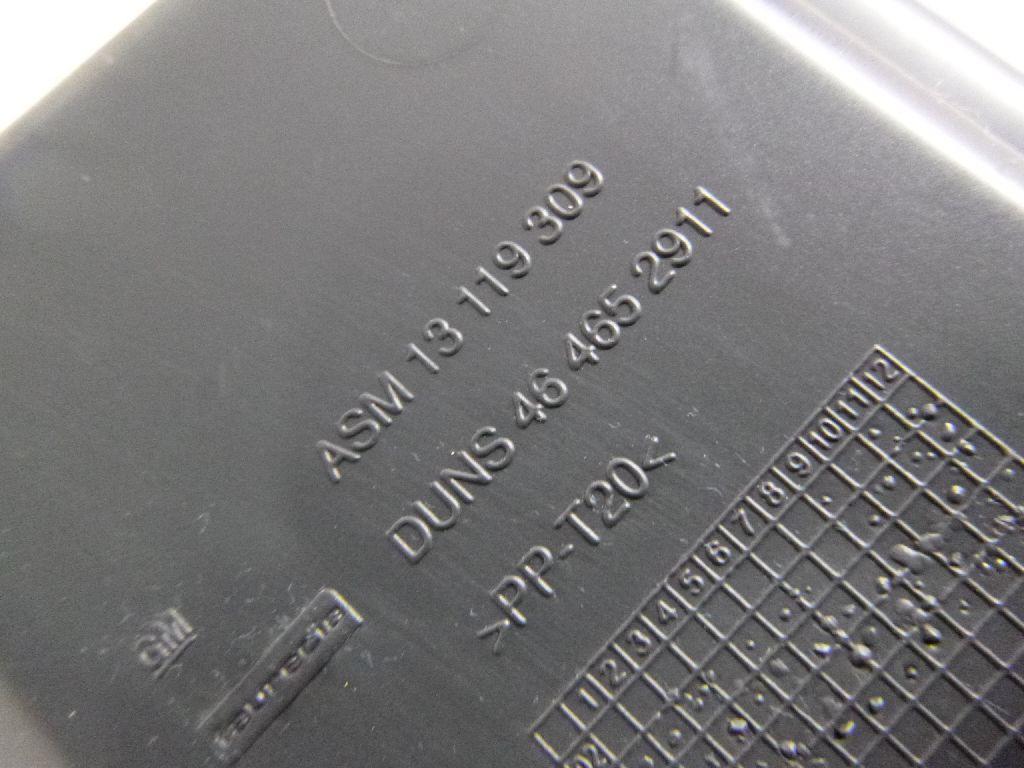 ASM 13 119 309
DUNS 46 465 2911
>PP-T20<
GM
faurecia
1 2 3 4 5 6 7 8 9 10 11 12
02